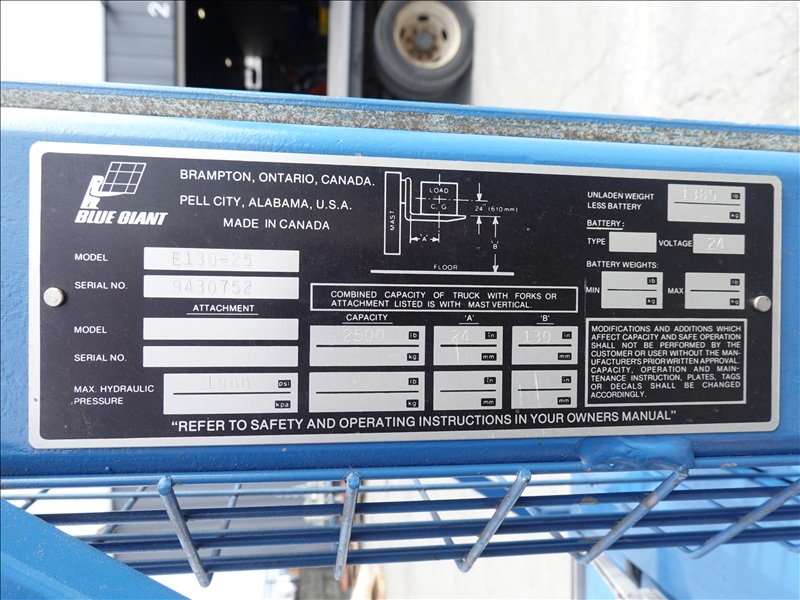 2
BLUE GIANT
BRAMPTON, ONTARIO, CANADA.
PELL CITY, ALABAMA, U.S.A.
MADE IN CANADA
MODEL E130-25
SERIAL NO. 9430752
ATTACHMENT
MODEL
SERIAL NO.
MAX. HYDRAULIC
PRESSURE
psi
kpa
MAST
LOAD
C. G
24" (610mm)
'A'
'B'
FLOOR
COMBINED CAPACITY OF TRUCK WITH FORKS OR
ATTACHMENT LISTED IS WITH MAST VERTICAL.
CAPACITY 'A' 'B'
2500 lb 24 in 130 in
kg mm mm
lb in in
kg mm mm
UNLADEN WEIGHT
LESS BATTERY
1385 lb
kg
BATTERY:
TYPE VOLTAGE 24
BATTERY WEIGHTS:
MIN lb MAX lb
kg kg
MODIFICATIONS AND ADDITIONS WHICH
AFFECT CAPACITY AND SAFE OPERATION
SHALL NOT BE PERFORMED BY THE
CUSTOMER OR USER WITHOUT THE MAN-
UFACTURER'S PRIOR WRITTEN APPROVAL.
CAPACITY, OPERATION AND MAIN-
TENANCE INSTRUCTION, PLATES, TAGS
OR DECALS SHALL BE CHANGED
ACCORDINGLY.
"REFER TO SAFETY AND OPERATING INSTRUCTIONS IN YOUR OWNERS MANUAL"